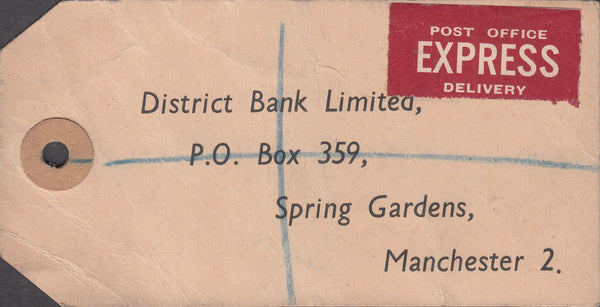 POST OFFICE
EXPRESS
DELIVERY
District Bank Limited,
P.O. Box 359,
Spring Gardens,
Manchester 2.